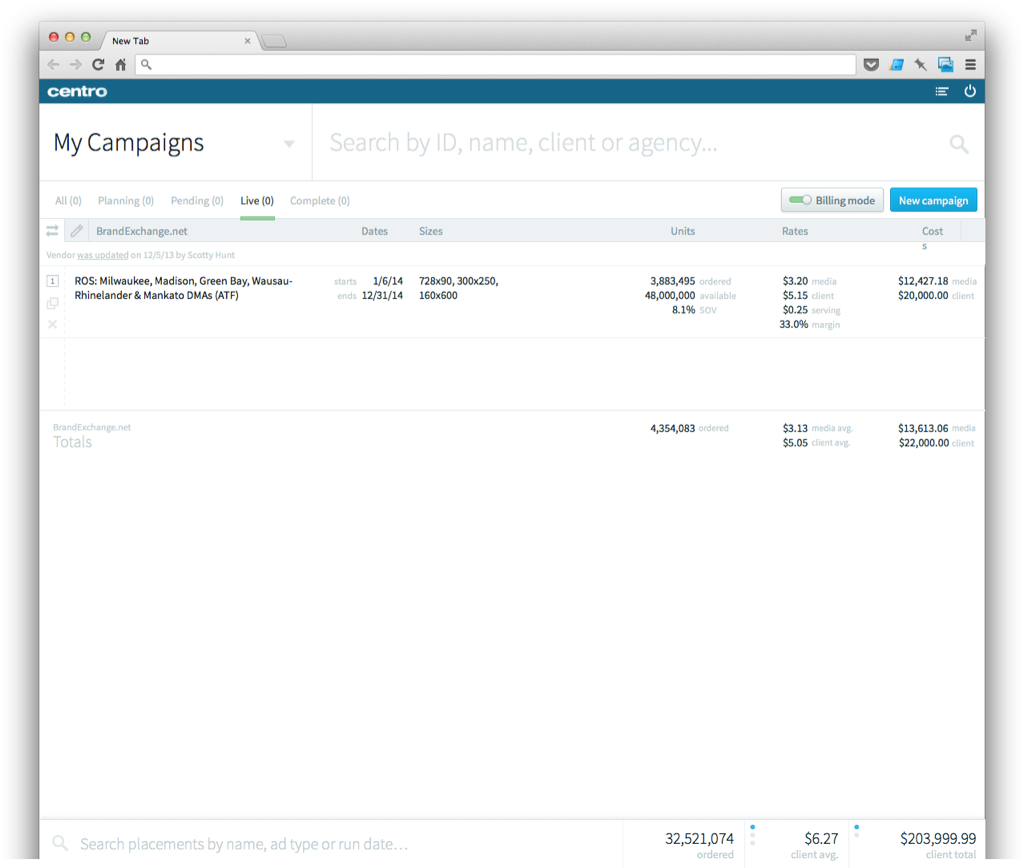 New Tab
centro
My Campaigns
Search by ID, name, client or agency...
All (0) Planning (0) Pending (0) Live (0) Complete (0) Billing mode New campaign
BrandExchange.net Dates Sizes Units Rates Cost
s
Vendor was updated on 12/5/13 by Scotty Hunt
1 ROS: Milwaukee, Madison, Green Bay, Wausau- starts 1/6/14 728x90, 300x250, 3,883,495 ordered $3.20 media $12,427.18 media
Rhinelander & Mankato DMAs (ATF) ends 12/31/14 160x600 48,000,000 available $5.15 client $20,000.00 client
8.1% SOV $0.25 serving
33.0% margin
BrandExchange.net 4,354,083 ordered $3.13 media avg. $13,613.06 media
Totals $5.05 client avg. $22,000.00 client
Search placements by name, ad type or run date... 32,521,074 $6.27 $203,999.99
ordered client avg. client total